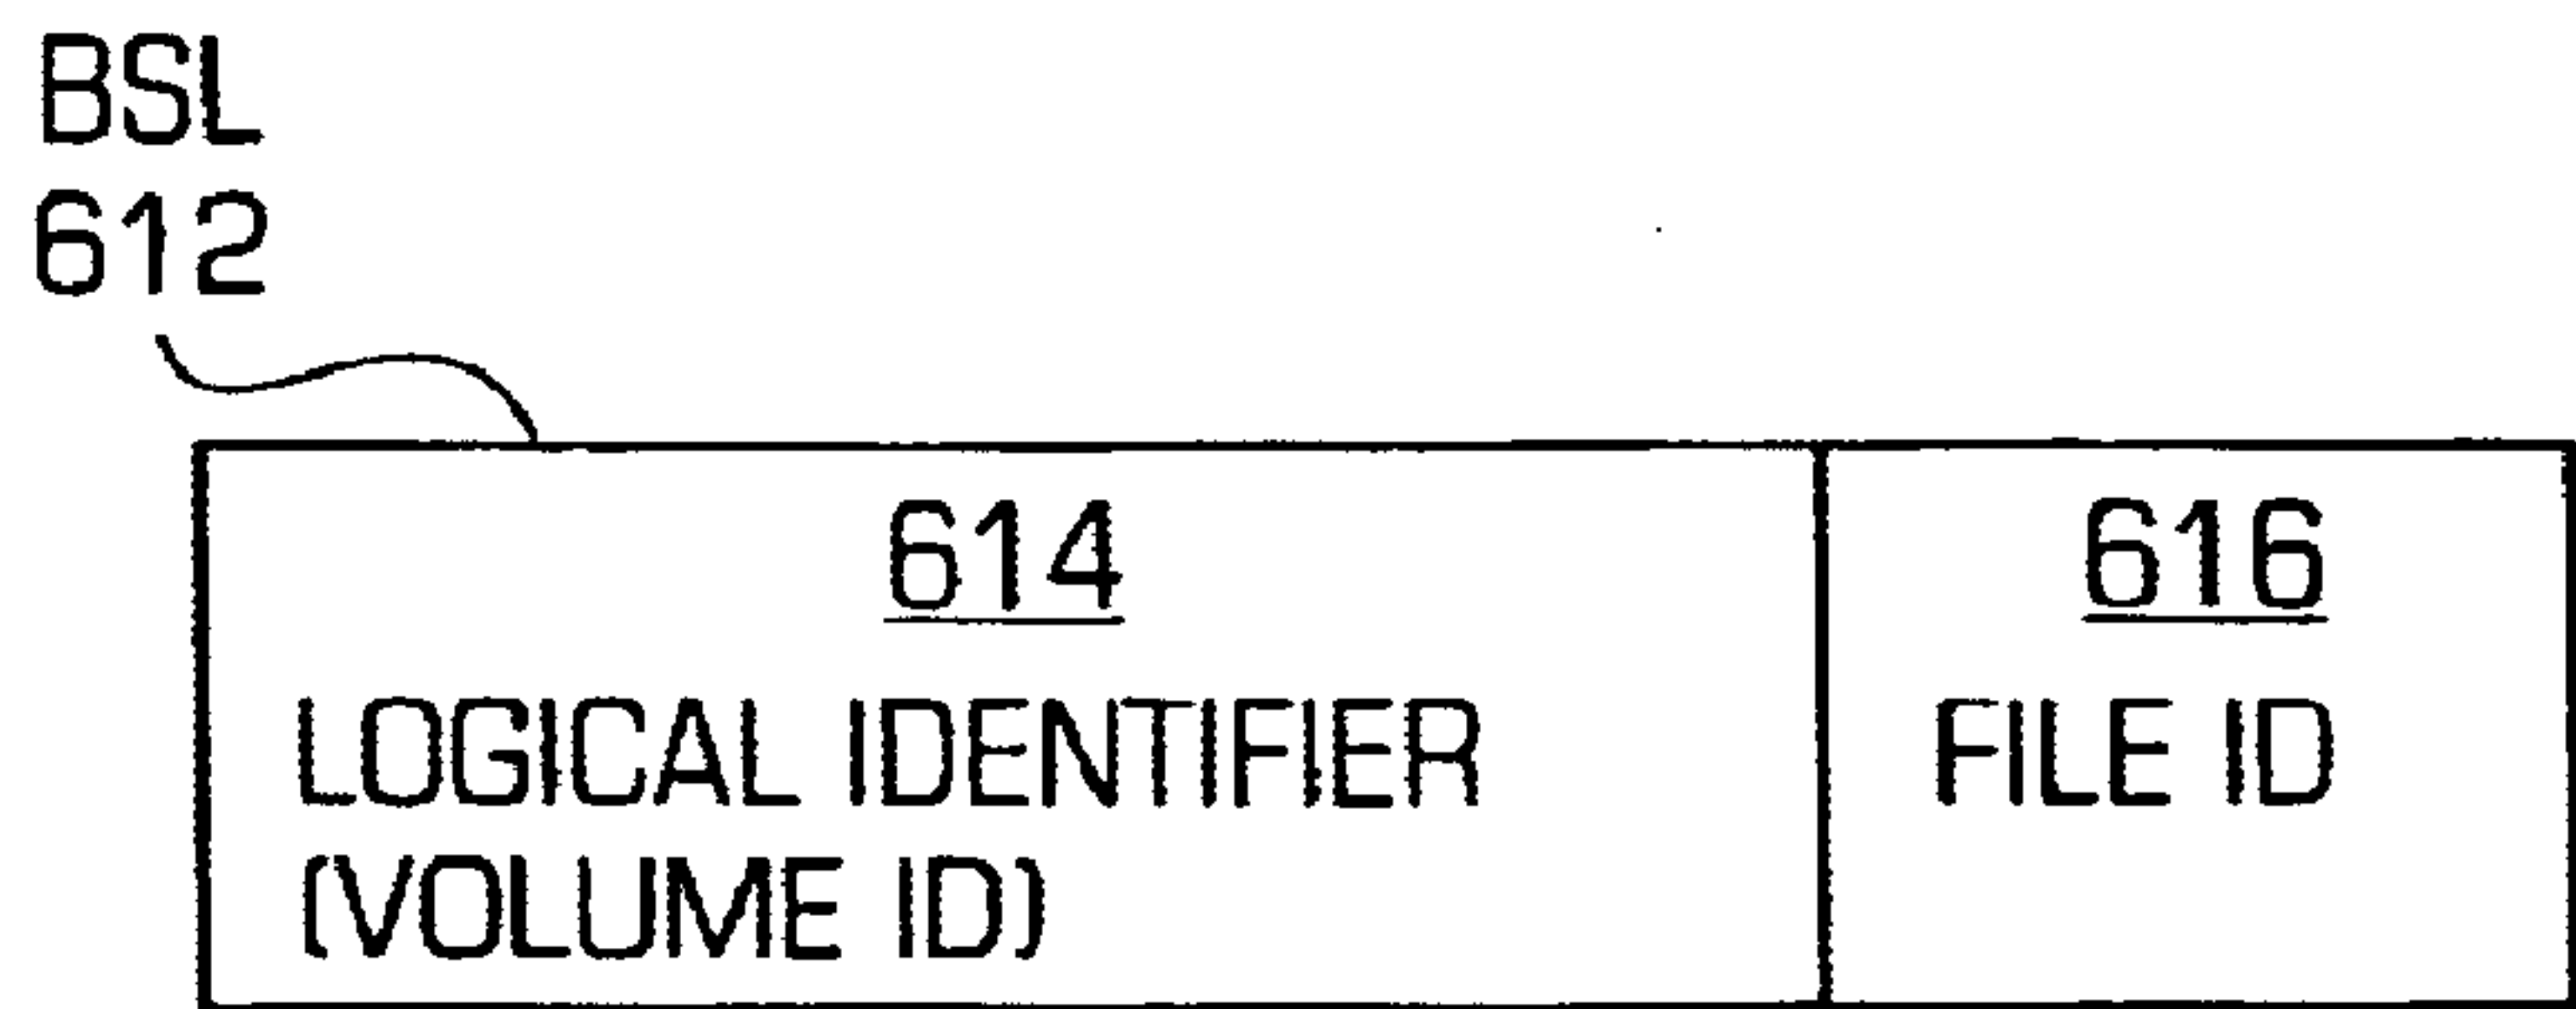 BSL
612
614
LOGICAL IDENTIFIER
(VOLUME ID)
616
FILE ID